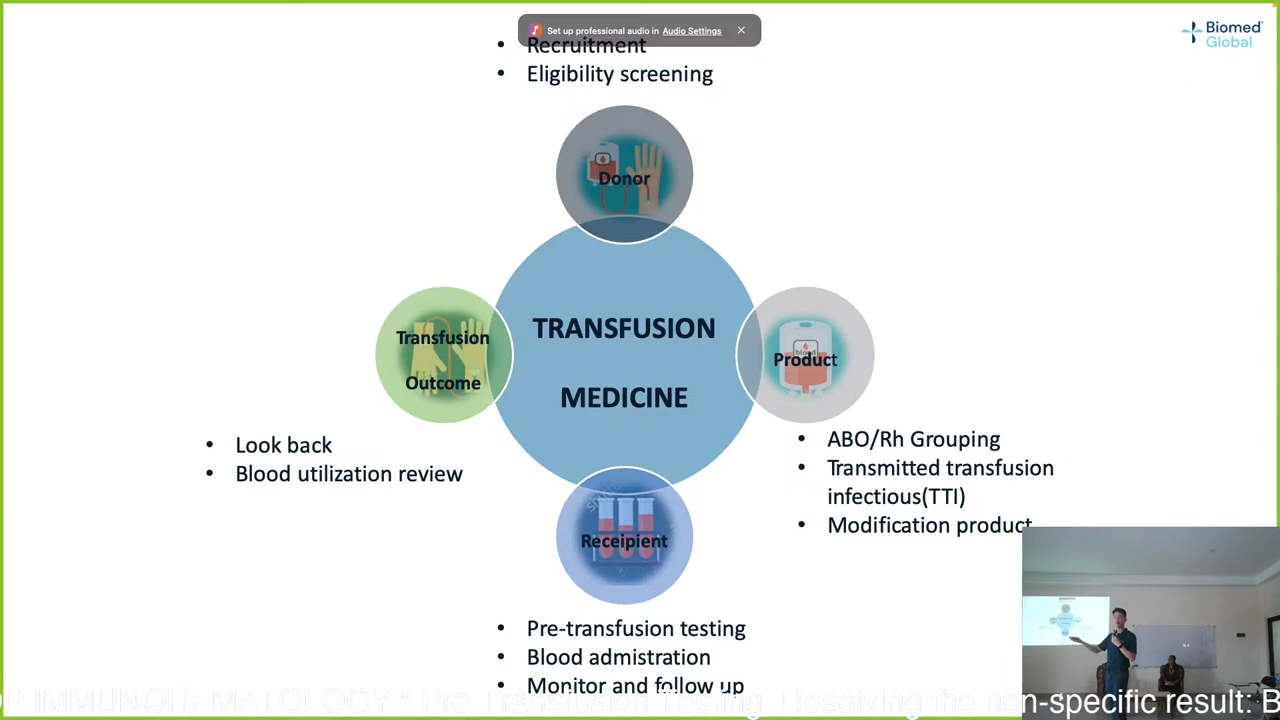 Set up professional audio in Audio Settings
Biomed
Global
• Recruitment
• Eligibility screening
Donor
TRANSFUSION
MEDICINE
Transfusion
Outcome
Product
• Look back
• Blood utilization review
• ABO/Rh Grouping
• Transmitted transfusion
infectious(TTI)
• Modification product
Receipient
• Pre-transfusion testing
• Blood admistration
• Monitor and follow up
OP IMMUNOHEMATOLOGY " Pre-Transfusion Testing, Resolving the non-specific result: B